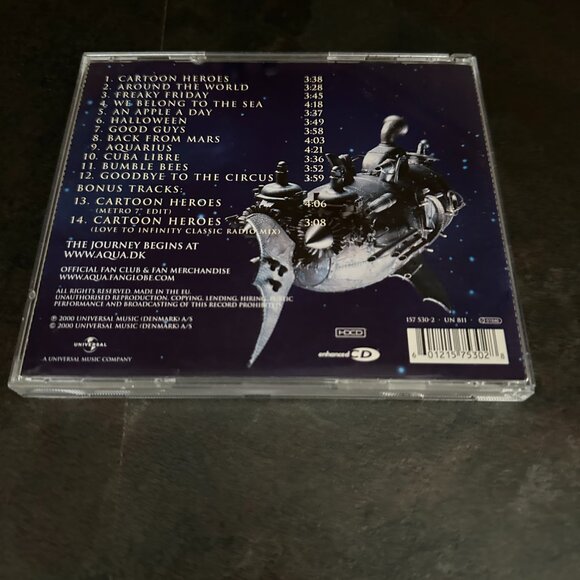 1. CARTOON HEROES 3:38
2. AROUND THE WORLD 3:28
3. FREAKY FRIDAY 3:45
4. WE BELONG TO THE SEA 4:18
5. AN APPLE A DAY 3:37
6. HALLOWEEN 3:49
7. GOOD GUYS 3:58
8. BACK FROM MARS 4:03
9. AQUARIUS 4:21
10. CUBA LIBRE 3:36
11. BUMBLE BEES 3:52
12. GOODBYE TO THE CIRCUS 3:59
BONUS TRACKS:
13. CARTOON HEROES 4:06
(METRO 7" EDIT)
14. CARTOON HEROES 3:08
(LOVE TO INFINITY CLASSIC RADIO MIX)
THE JOURNEY BEGINS AT
WWW.AQUA.DK
OFFICIAL FAN CLUB & FAN MERCHANDISE
WWW.AQUA.FANGLOBE.COM
ALL RIGHTS RESERVED. MADE IN THE EU.
UNAUTHORISED REPRODUCTION, COPYING, LENDING, HIRING, PUBLIC
PERFORMANCE AND BROADCASTING OF THIS RECORD PROHIBITED!
℗ 2000 UNIVERSAL MUSIC (DENMARK) A/S
© 2000 UNIVERSAL MUSIC (DENMARK) A/S
UNIVERSAL
A UNIVERSAL MUSIC COMPANY
HDCD
enhanced CD
157 530-2 · UN 811 ·
6 01215 75302 8